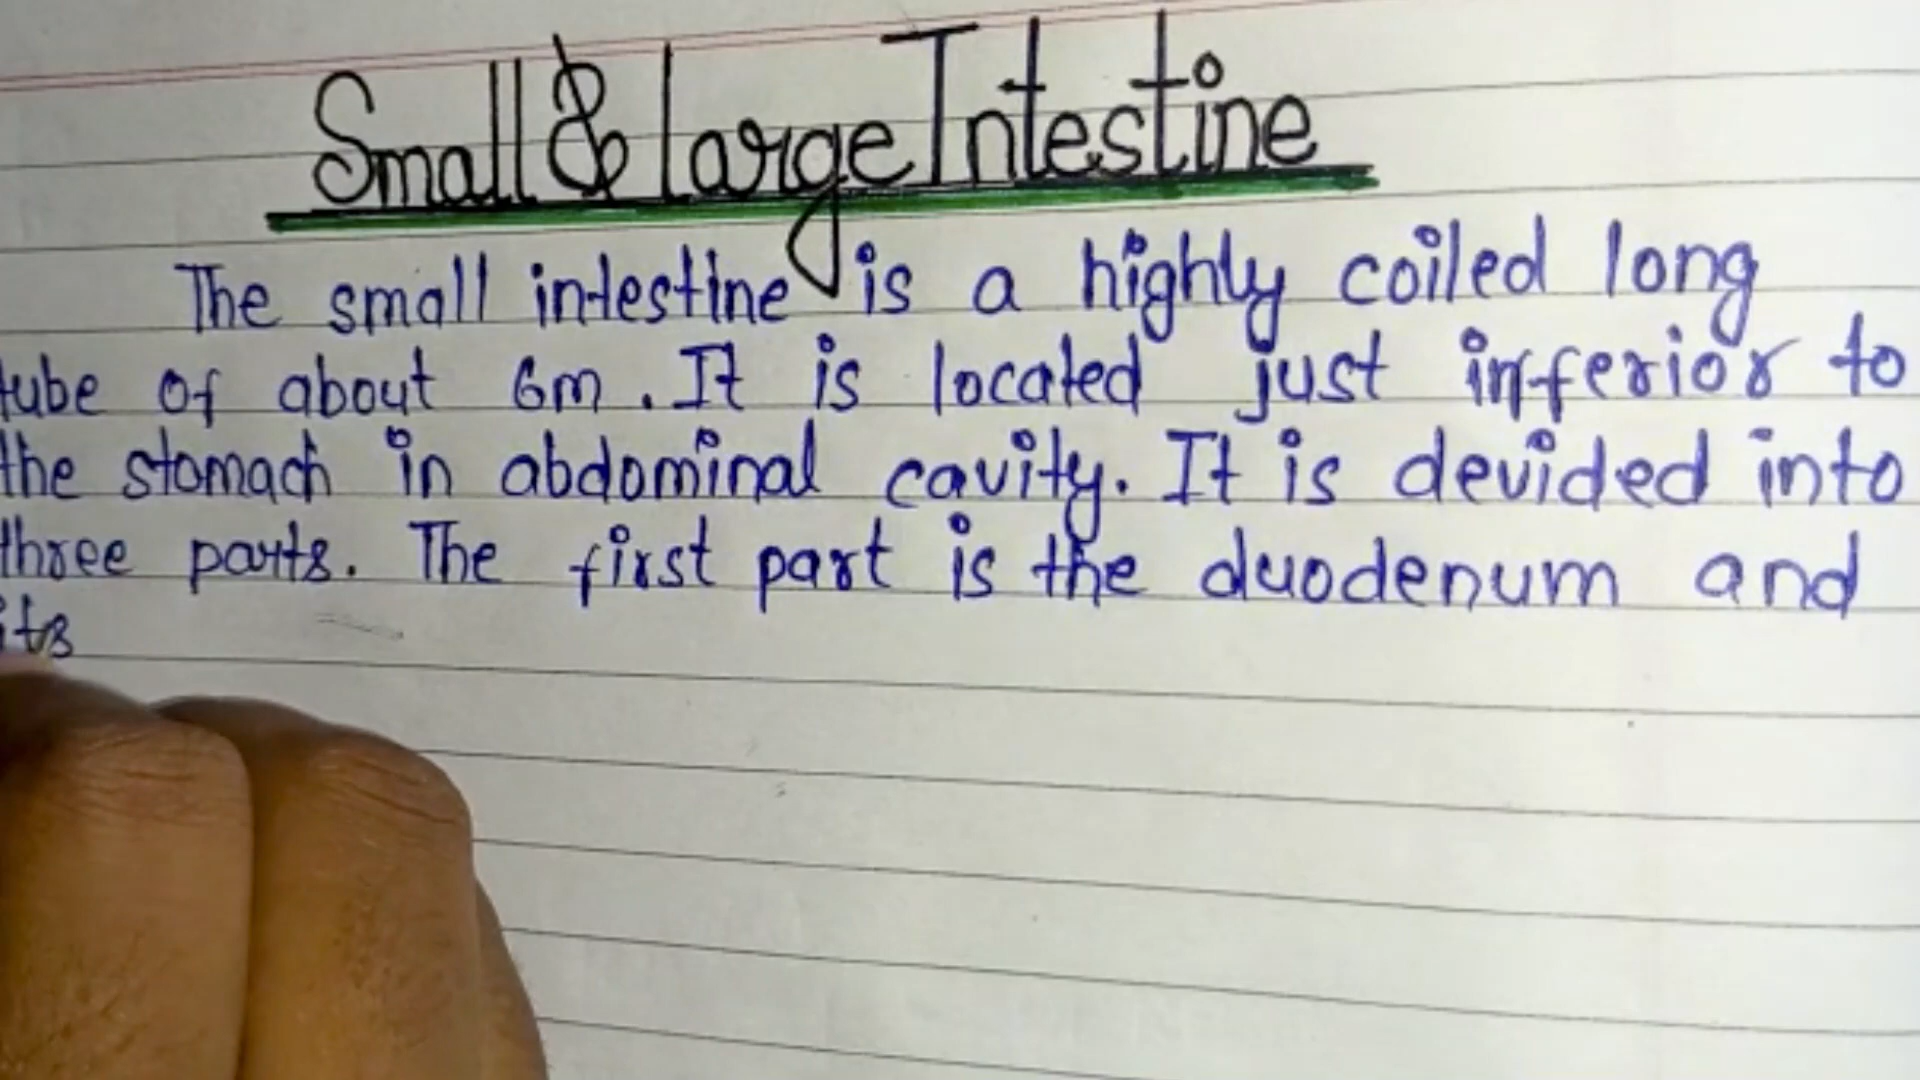 Small & large Intestine
The small intestine is a highly coiled long
tube of about 6m. It is located just inferior to
the stomach in abdominal cavity. It is devided into
three parts. The first part is the duodenum and
its